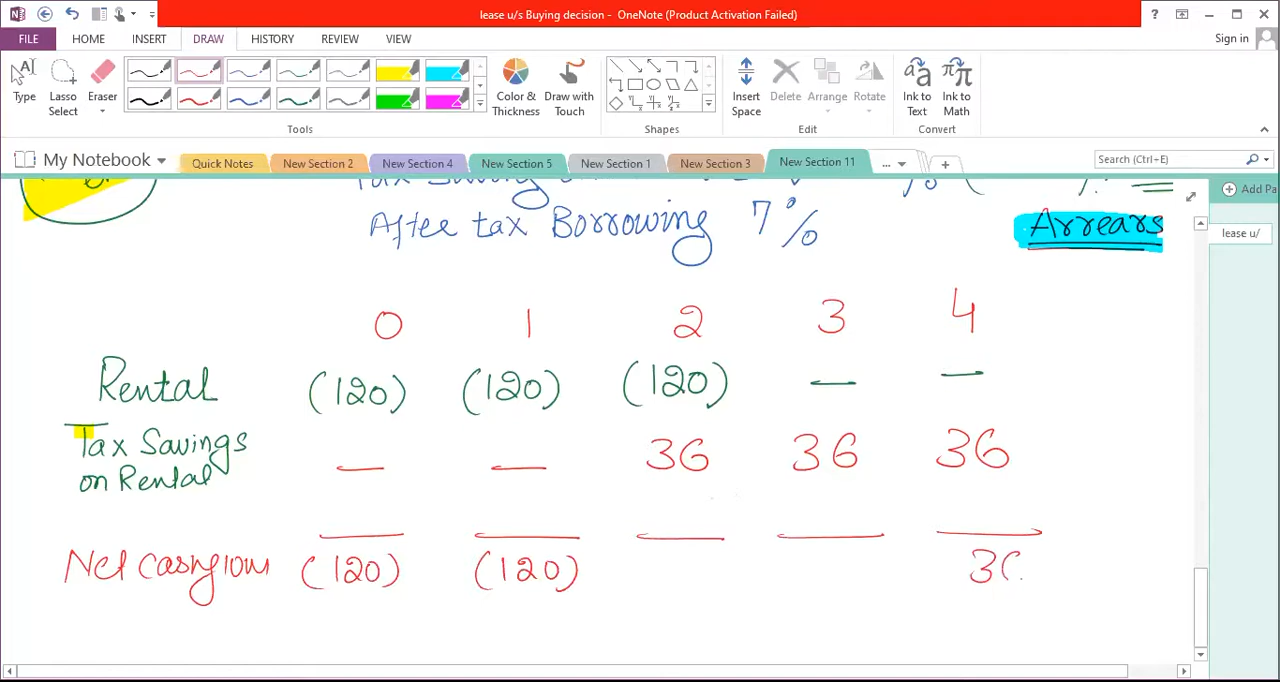 lease u/s Buying decision - OneNote (Product Activation Failed)
FILE HOME INSERT DRAW HISTORY REVIEW VIEW
Sign in
Type
Lasso Select
Eraser
Color & Thickness
Draw with Touch
Insert Space
Delete
Arrange
Rotate
Ink to Text
Ink to Math
Tools
Shapes
Edit
Convert
My Notebook
Quick Notes New Section 2 New Section 4 New Section 5 New Section 1 New Section 3 New Section 11
Search (Ctrl+E)
Add Pa
lease u/
Tax Saving
After tax Borrowing 7%
Arrears
0 1 2 3 4
Rental (120) (120) (120) — —
Tax Savings on Rental — — 36 36 36
Net cashflow (120) (120) 3